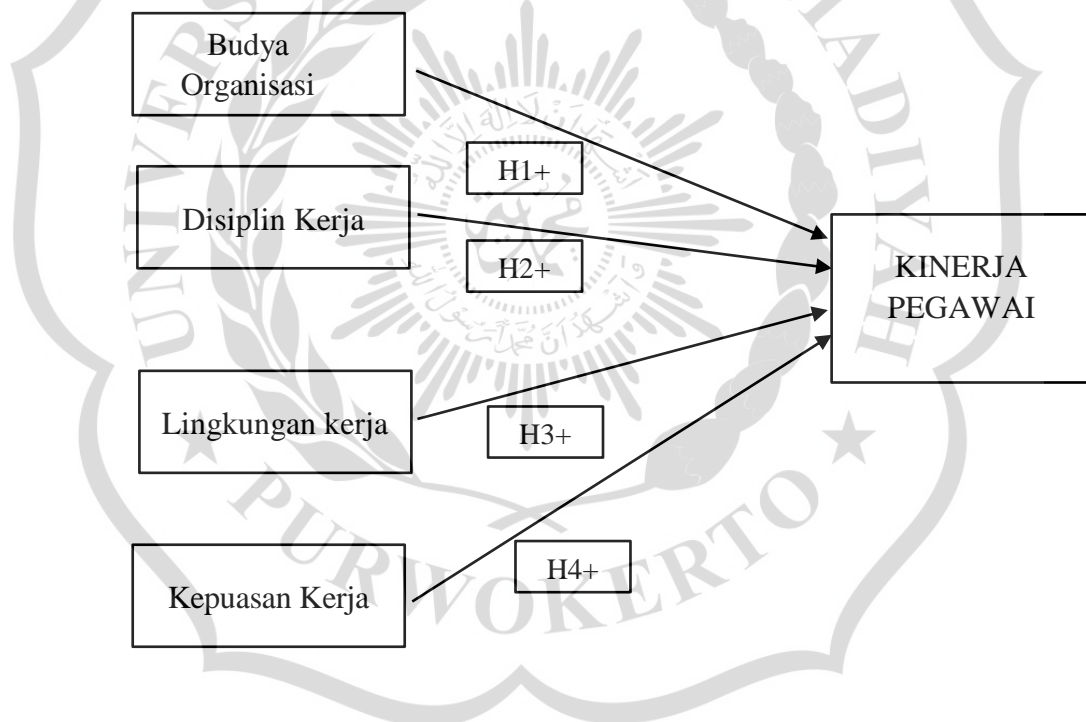 Budya
Organisasi
H1+
Disiplin Kerja
H2+
KINERJA
PEGAWAI
Lingkungan kerja
H3+
Kepuasan Kerja
H4+
PURWOKERTO